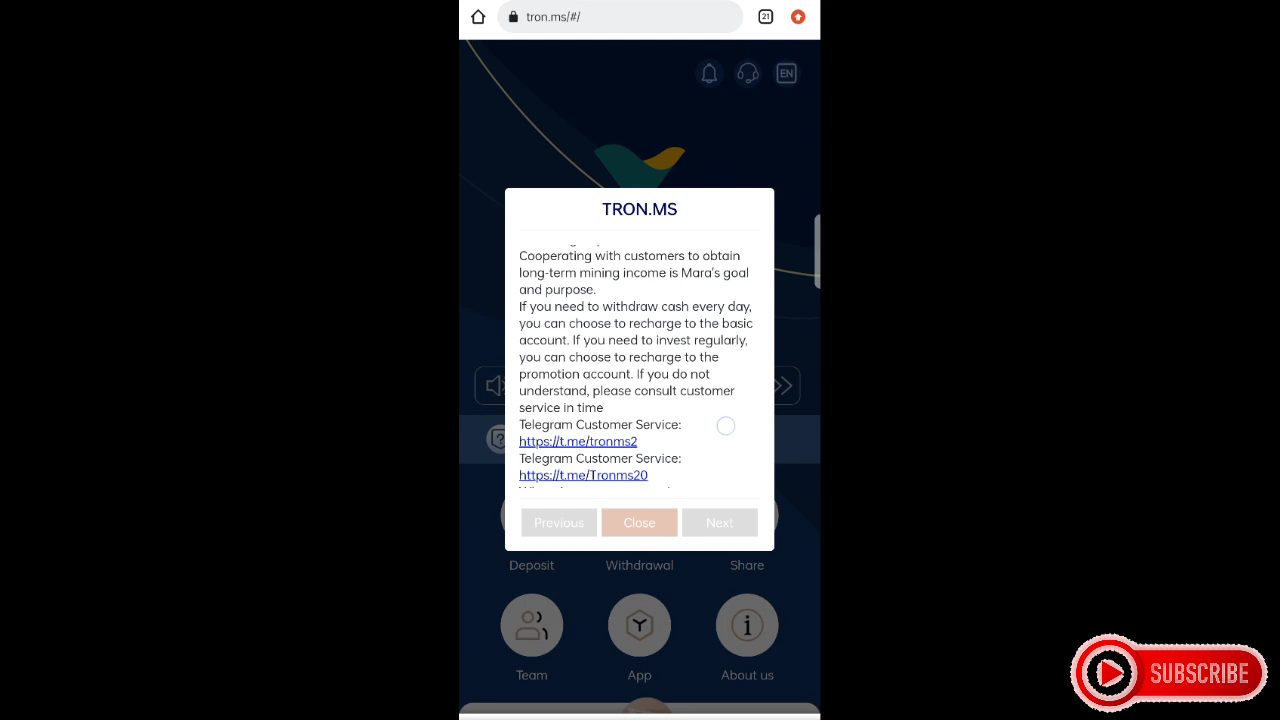 tron.ms/#/
21
EN
TRON.MS
Cooperating with customers to obtain
long-term mining income is Mara's goal
and purpose.
If you need to withdraw cash every day,
you can choose to recharge to the basic
account. If you need to invest regularly,
you can choose to recharge to the
promotion account. If you do not
understand, please consult customer
service in time
Telegram Customer Service:
https://t.me/tronms2
Telegram Customer Service:
https://t.me/Tronms20
Previous
Close
Next
Deposit
Withdrawal
Share
Team
App
About us
SUBSCRIBE